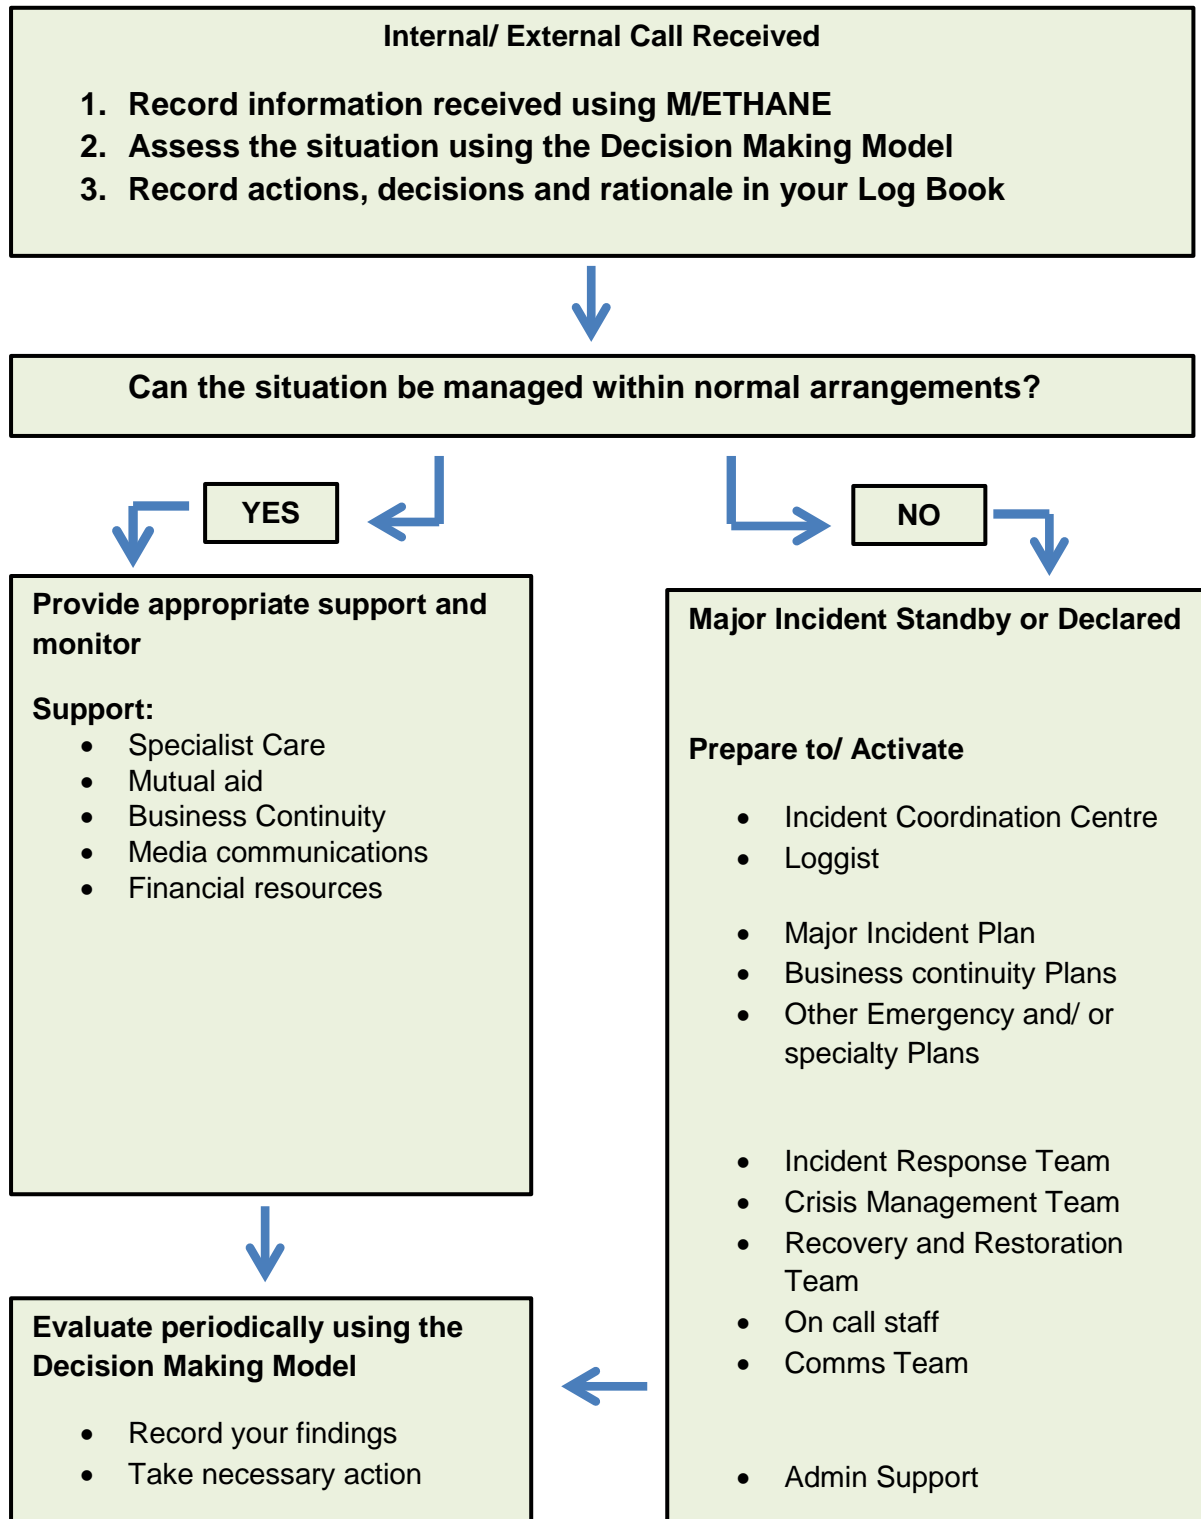 Internal/ External Call Received
1. Record information received using M/ETHANE
2. Assess the situation using the Decision Making Model
3. Record actions, decisions and rationale in your Log Book
Can the situation be managed within normal arrangements?
YES
NO
Provide appropriate support and
monitor
Support:
• Specialist Care
• Mutual aid
• Business Continuity
• Media communications
• Financial resources
Major Incident Standby or Declared
Prepare to/ Activate
• Incident Coordination Centre
• Loggist
• Major Incident Plan
• Business continuity Plans
• Other Emergency and/ or
specialty Plans
• Incident Response Team
• Crisis Management Team
• Recovery and Restoration
Team
• On call staff
• Comms Team
• Admin Support
Evaluate periodically using the
Decision Making Model
• Record your findings
• Take necessary action